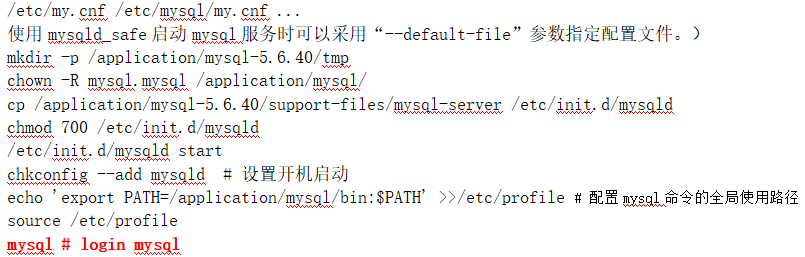 /etc/my.cnf /etc/mysql/my.cnf ...
使用 mysqld_safe 启动 mysql 服务时可以采用“--default-file”参数指定配置文件。）
mkdir -p /application/mysql-5.6.40/tmp
chown -R mysql.mysql /application/mysql/
cp /application/mysql-5.6.40/support-files/mysql-server /etc/init.d/mysqld
chmod 700 /etc/init.d/mysqld
/etc/init.d/mysqld start
chkconfig --add mysqld  # 设置开机启动
echo 'export PATH=/application/mysql/bin:$PATH' >>/etc/profile # 配置 mysql 命令的全局使用路径
source /etc/profile
mysql # login mysql